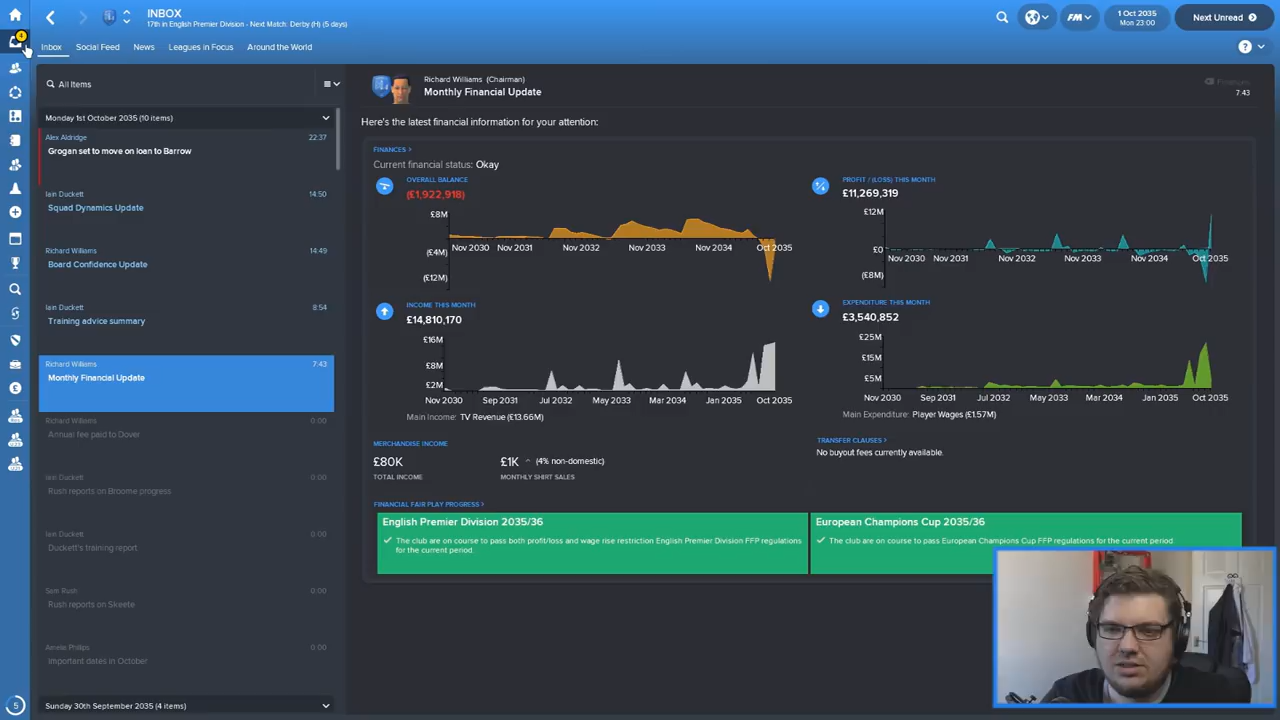 INBOX
17th in English Premier Division - Next Match: Derby (H) (5 days)
FM
1 Oct 2035
Mon 23:00
Next Unread
4
Inbox
Social Feed
News
Leagues in Focus
Around the World
?
All Items
Monday 1st October 2035 (10 items)
Alex Aldridge 22:37
Grogan set to move on loan to Barrow
Iain Duckett 14:50
Squad Dynamics Update
Richard Williams 14:49
Board Confidence Update
Iain Duckett 8:54
Training advice summary
Richard Williams 7:43
Monthly Financial Update
Richard Williams 0:00
Annual fee paid to Dover
Iain Duckett 0:00
Rush reports on Broome progress
Iain Duckett 0:00
Duckett's training report
Sam Rush 0:00
Rush reports on Skeete
Amelie Phillips 0:00
Important dates in October
Sunday 30th September 2035 (4 items)
5
Richard Williams (Chairman)
Monthly Financial Update
Finances
7:43
Here's the latest financial information for your attention:
FINANCES >
Current financial status: Okay
OVERALL BALANCE
(£1,922,918)
£8M
(£4M)
(£12M)
Nov 2030 Nov 2031 Nov 2032 Nov 2033 Nov 2034 Oct 2035
PROFIT / (LOSS) THIS MONTH
£11,269,319
£12M
£0
(£8M)
Nov 2030 Nov 2031 Nov 2032 Nov 2033 Nov 2034 Oct 2035
INCOME THIS MONTH
£14,810,170
£16M
£8M
£2M
Nov 2030 Sep 2031 Jul 2032 May 2033 Mar 2034 Jan 2035 Oct 2035
Main Income: TV Revenue (£13.66M)
EXPENDITURE THIS MONTH
£3,540,852
£25M
£15M
£5M
Nov 2030 Sep 2031 Jul 2032 May 2033 Mar 2034 Jan 2035 Oct 2035
Main Expenditure: Player Wages (£1.57M)
MERCHANDISE INCOME
£80K
TOTAL INCOME
£1K (4% non-domestic)
MONTHLY SHIRT SALES
TRANSFER CLAUSES >
No buyout fees currently available.
FINANCIAL FAIR PLAY PROGRESS >
English Premier Division 2035/36
The club are on course to pass both profit/loss and wage rise restriction English Premier Division FFP regulations
for the current period.
European Champions Cup 2035/36
The club are on course to pass European Champions Cup FFP regulations for the current period